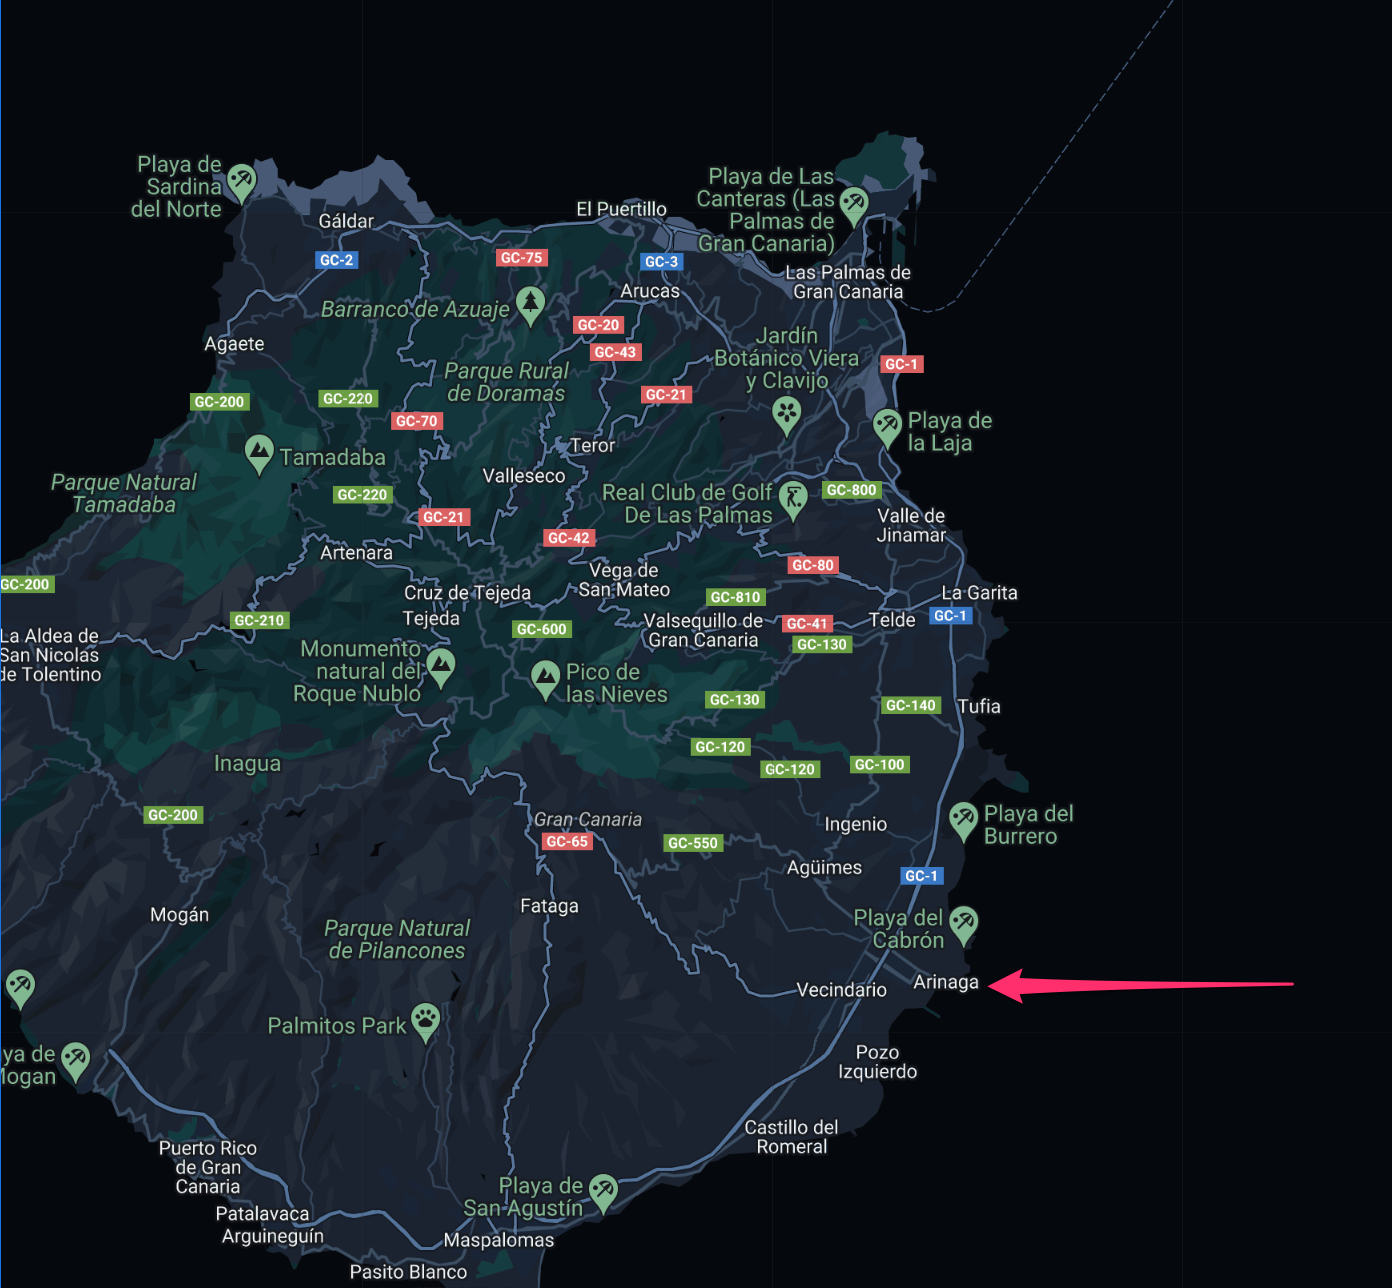 Playa de
Sardina
del Norte
Gáldar
El Puertillo
Playa de Las
Canteras (Las
Palmas de
Gran Canaria)
GC-2
GC-75
GC-3
Las Palmas de
Gran Canaria
Barranco de Azuaje
Arucas
GC-20
Agaete
GC-43
Jardín
Botánico Viera
y Clavijo
GC-1
Parque Rural
de Doramas
GC-200
GC-220
GC-21
GC-70
Playa de
la Laja
Tamadaba
Teror
Valleseco
Parque Natural
Tamadaba
GC-220
Real Club de Golf
De Las Palmas
GC-800
GC-21
Valle de
Jinamar
GC-42
Artenara
GC-80
Vega de
San Mateo
GC-200
Cruz de Tejeda
GC-810
La Garita
Tejeda
GC-210
GC-600
Valsequillo de
Gran Canaria
GC-41
Telde
GC-1
GC-130
La Aldea de
San Nicolas
de Tolentino
Monumento
natural del
Roque Nublo
Pico de
las Nieves
GC-130
GC-140
Tufia
GC-120
GC-120
GC-100
Inagua
GC-200
Gran Canaria
GC-65
GC-550
Ingenio
Playa del
Burrero
Agüimes
GC-1
Mogán
Fataga
Parque Natural
de Pilancones
Playa del
Cabrón
Arinaga
Vecindario
Palmitos Park
ya de
Mogan
Pozo
Izquierdo
Castillo del
Romeral
Puerto Rico
de Gran
Canaria
Playa de
San Agustín
Patalavaca
Arguineguín
Maspalomas
Pasito Blanco